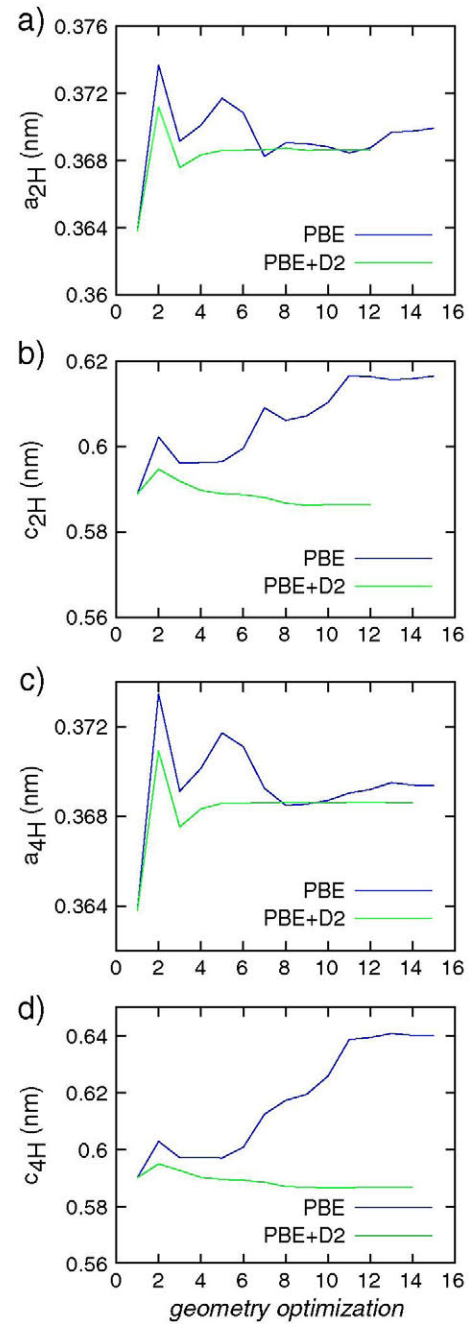 a)
0.376
0.372
0.368
0.364
0.36
a2H (nm)
PBE
PBE+D2
0 2 4 6 8 10 12 14 16
b)
0.62
0.6
0.58
0.56
c2H (nm)
PBE
PBE+D2
0 2 4 6 8 10 12 14 16
c)
0.372
0.368
0.364
a4H (nm)
PBE
PBE+D2
0 2 4 6 8 10 12 14 16
d)
0.64
0.62
0.6
0.58
0.56
c4H (nm)
PBE
PBE+D2
0 2 4 6 8 10 12 14 16
geometry optimization